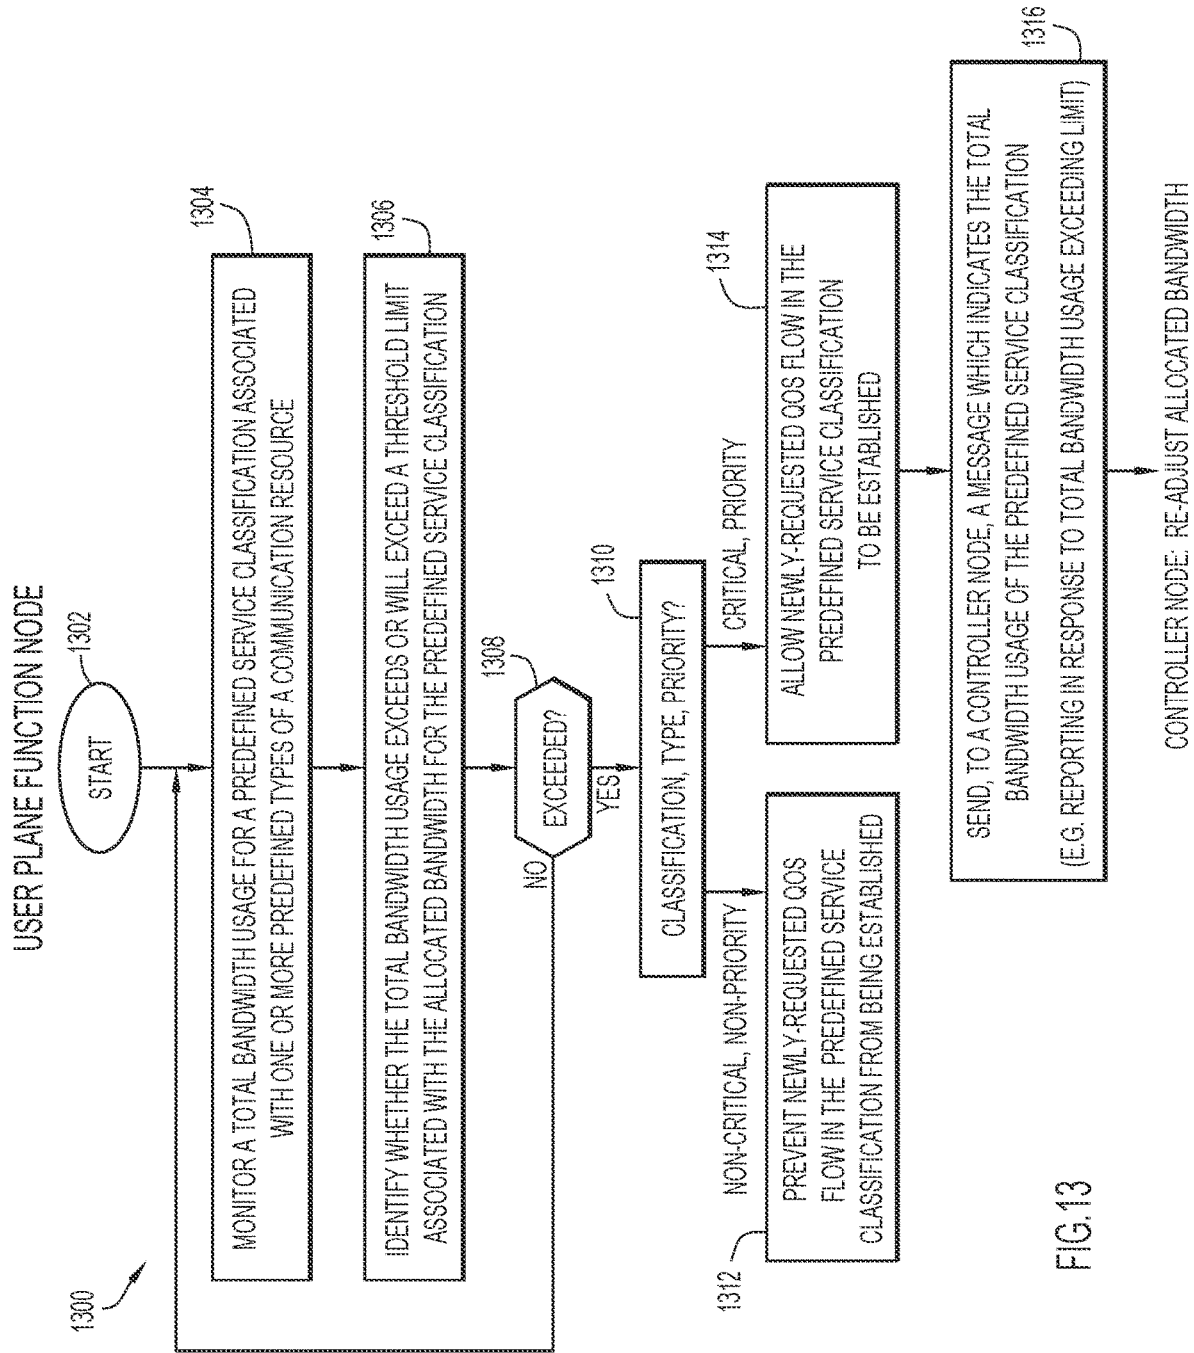 USER PLANE FUNCTION NODE
1300
1302
START
1304
MONITOR A TOTAL BANDWIDTH USAGE FOR A PREDEFINED SERVICE CLASSIFICATION ASSOCIATED
WITH ONE OR MORE PREDEFINED TYPES OF A COMMUNICATION RESOURCE
1306
IDENTIFY WHETHER THE TOTAL BANDWIDTH USAGE EXCEEDS OR WILL EXCEED A THRESHOLD LIMIT
ASSOCIATED WITH THE ALLOCATED BANDWIDTH FOR THE PREDEFINED SERVICE CLASSIFICATION
1308
EXCEEDED?
NO
YES
1310
CLASSIFICATION, TYPE, PRIORITY?
NON-CRITICAL, NON-PRIORITY
CRITICAL, PRIORITY
1312
PREVENT NEWLY-REQUESTED QOS
FLOW IN THE PREDEFINED SERVICE
CLASSIFICATION FROM BEING ESTABLISHED
1314
ALLOW NEWLY-REQUESTED QOS FLOW IN THE
PREDEFINED SERVICE CLASSIFICATION
TO BE ESTABLISHED
1316
SEND, TO A CONTROLLER NODE, A MESSAGE WHICH INDICATES THE TOTAL
BANDWIDTH USAGE OF THE PREDEFINED SERVICE CLASSIFICATION
(E.G. REPORTING IN RESPONSE TO TOTAL BANDWIDTH USAGE EXCEEDING LIMIT)
CONTROLLER NODE: RE-ADJUST ALLOCATED BANDWIDTH
FIG.13